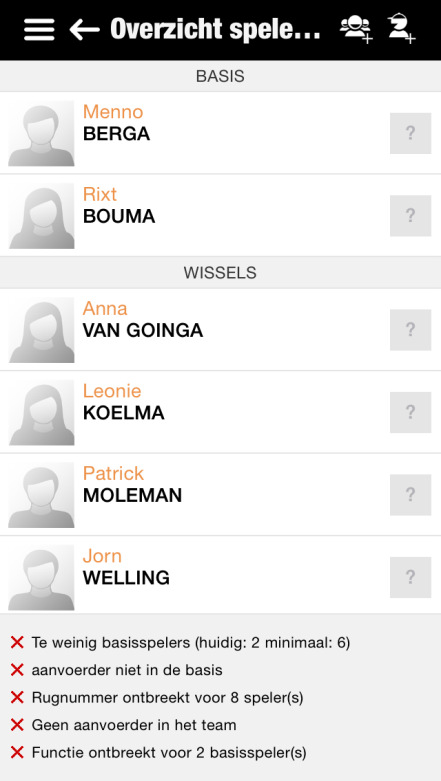 Overzicht spele...
BASIS
Menno
BERGA
?
Rixt
BOUMA
?
WISSELS
Anna
VAN GOINGA
?
Leonie
KOELMA
?
Patrick
MOLEMAN
?
Jorn
WELLING
?
Te weinig basisspelers (huidig: 2 minimaal: 6)
aanvoerder niet in de basis
Rugnummer ontbreekt voor 8 speler(s)
Geen aanvoerder in het team
Functie ontbreekt voor 2 basisspeler(s)